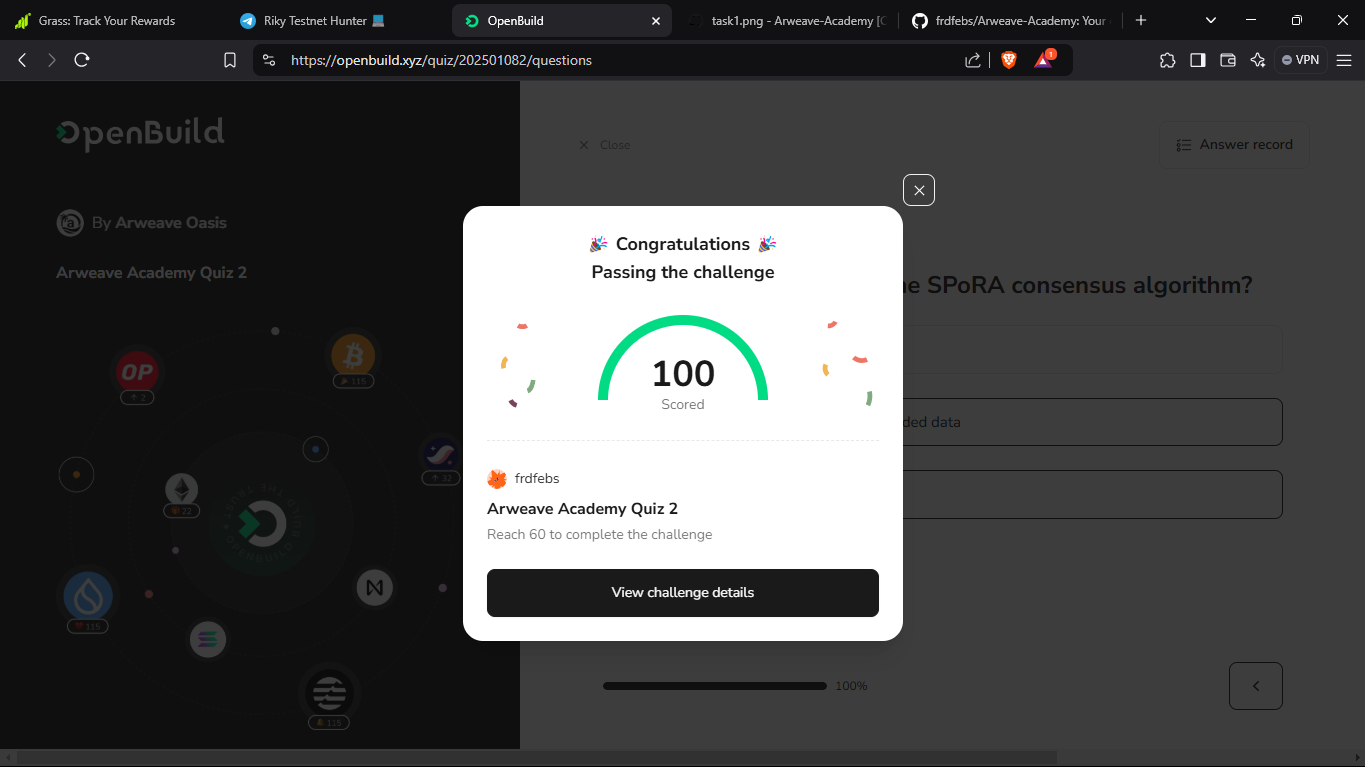 Grass: Track Your Rewards
Riky Testnet Hunter
OpenBuild
task1.png - Arweave-Academy [
frdfebs/Arweave-Academy: Your
https://openbuild.xyz/quiz/202501082/questions
1
VPN
OpenBuild
Close
Answer record
By Arweave Oasis
Arweave Academy Quiz 2
🎉 Congratulations 🎉
Passing the challenge
SPoRA consensus algorithm?
100
Scored
data
frdfebs
Arweave Academy Quiz 2
Reach 60 to complete the challenge
View challenge details
100%
OP
2
115
32
22
115
115